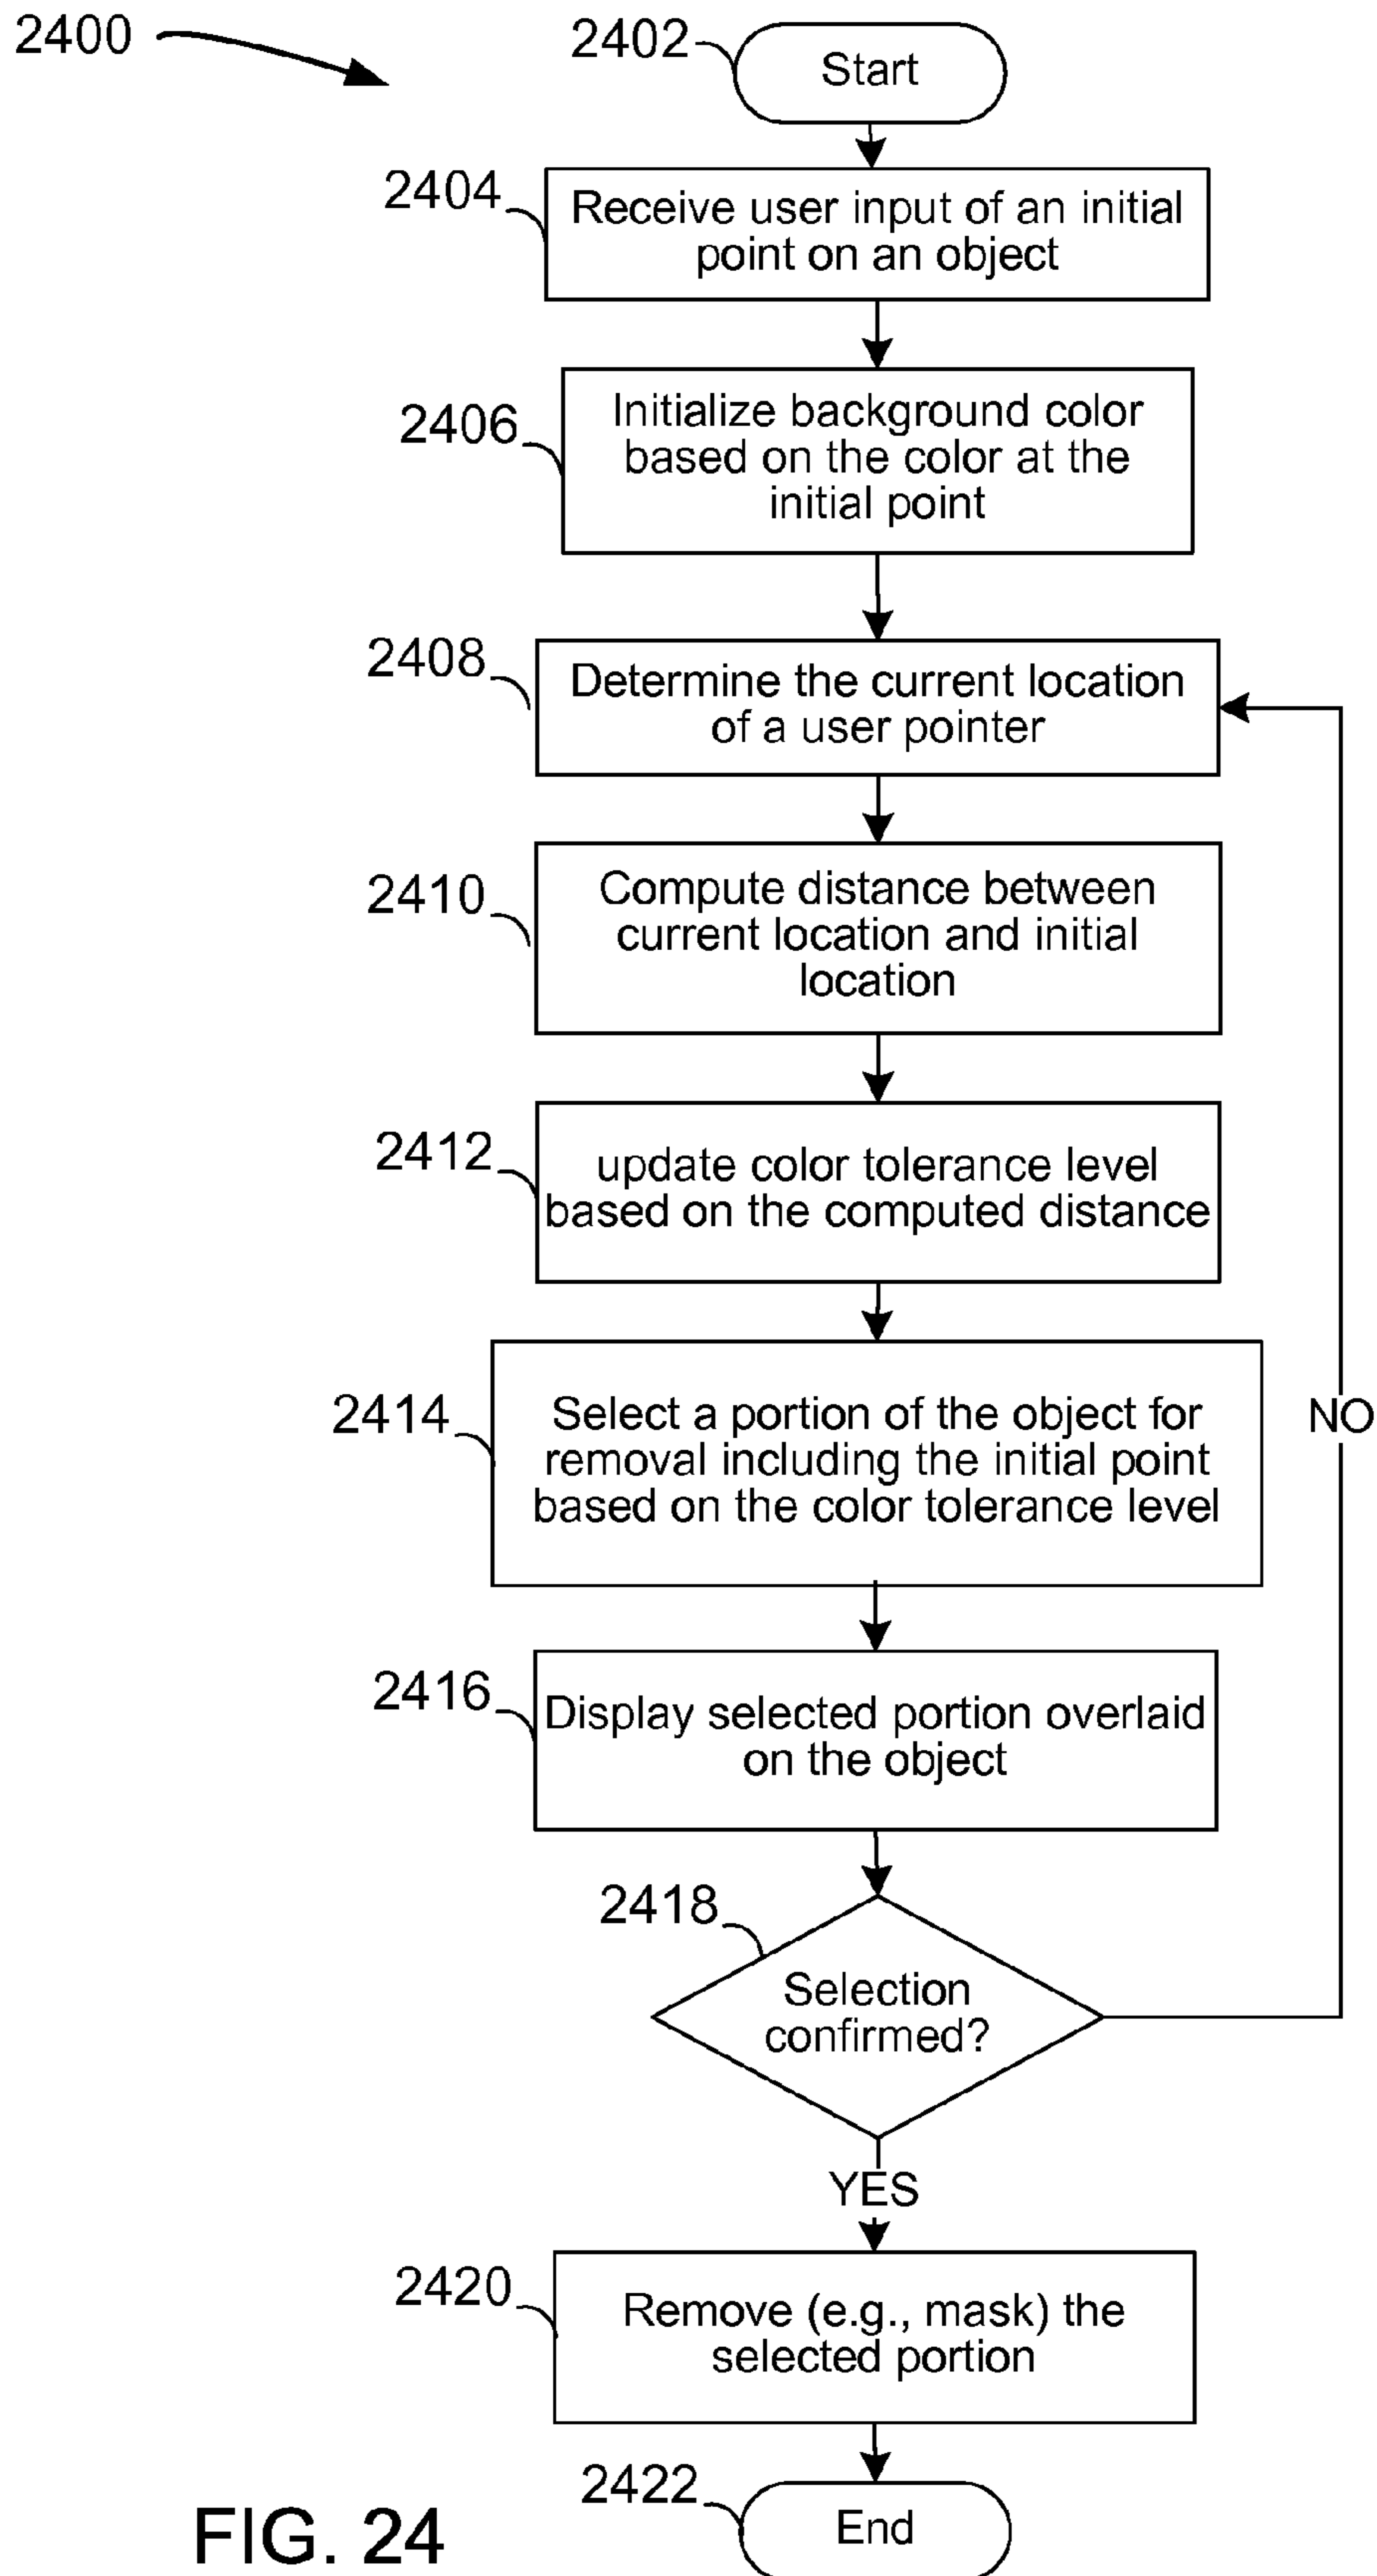 2400
2402
Start
2404
Receive user input of an initial
point on an object
2406
Initialize background color
based on the color at the
initial point
2408
Determine the current location
of a user pointer
2410
Compute distance between
current location and initial
location
2412
update color tolerance level
based on the computed distance
2414
Select a portion of the object for
removal including the initial point
based on the color tolerance level
NO
2416
Display selected portion overlaid
on the object
2418
Selection
confirmed?
YES
2420
Remove (e.g., mask) the
selected portion
2422
End
FIG. 24